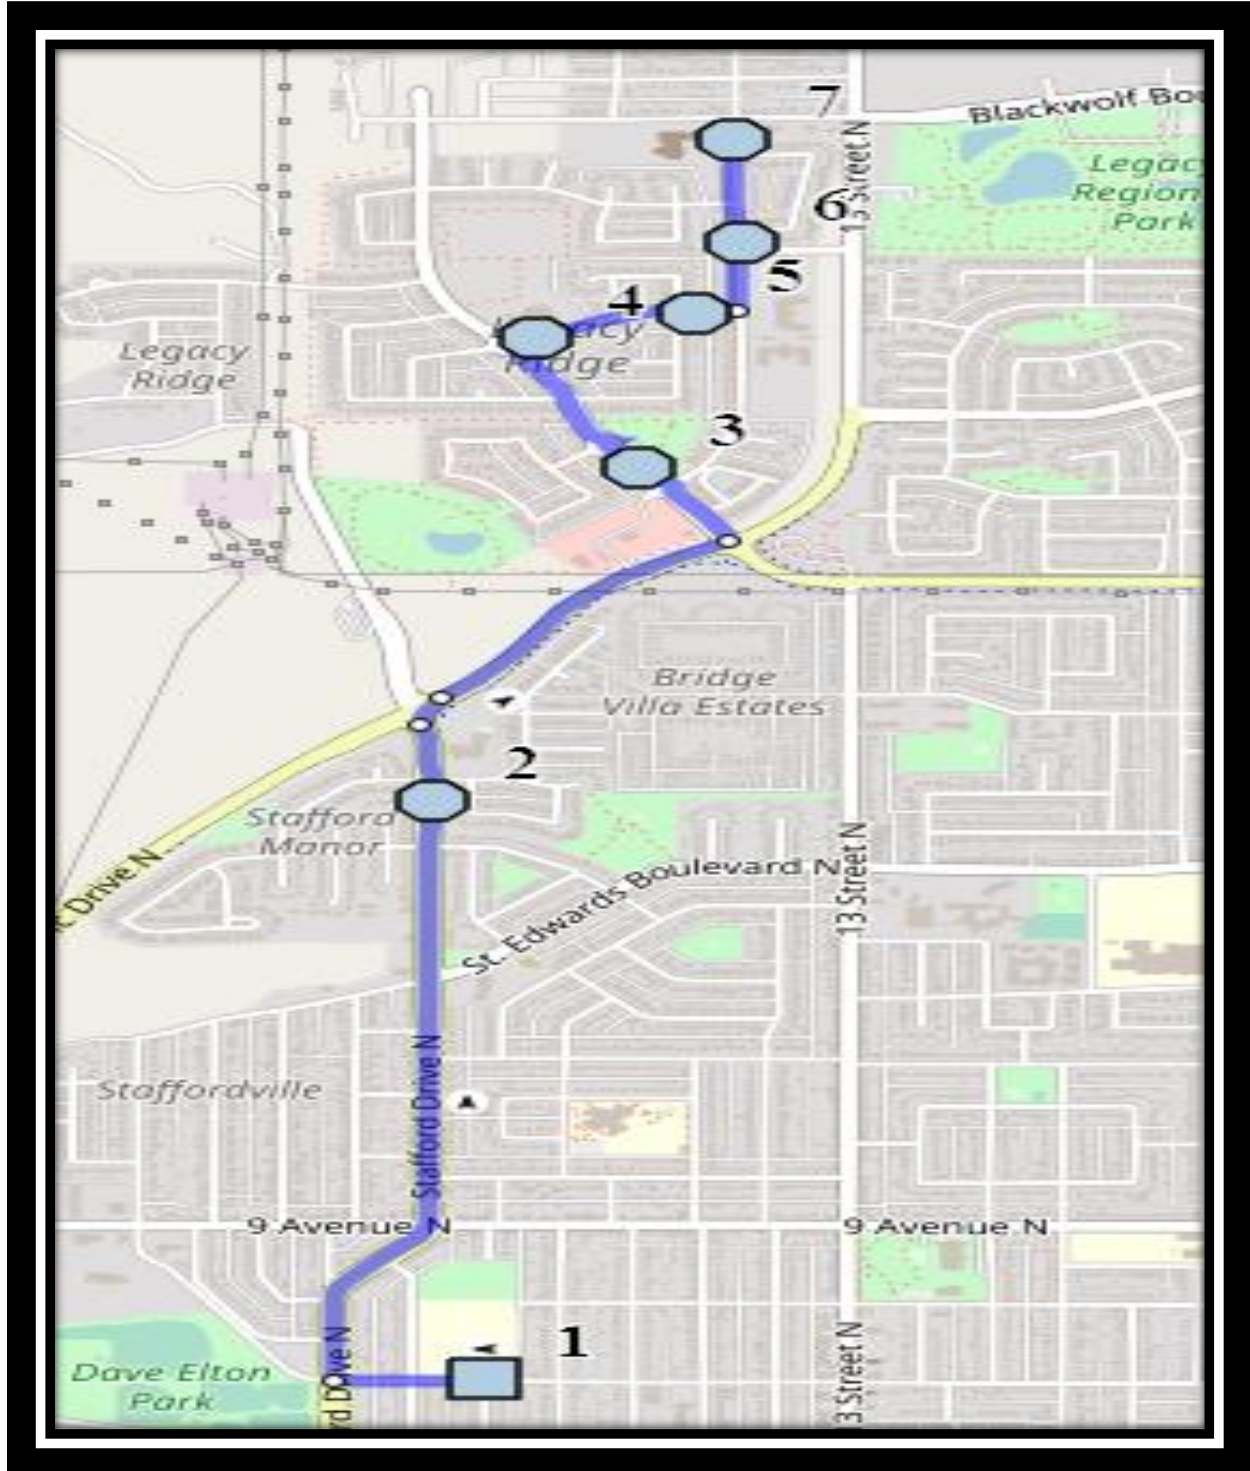 7
Blackwolf Bou
13 Street N
Legacy
Region
Park
6
5
4
Legacy
Ridge
Legacy
Ridge
3
Bridge
Villa Estates
2
Stafford
Manor
c Drive N
St. Edwards Boulevard N
13 Street N
Stafford Drive N
Staffordville
9 Avenue N
9 Avenue N
1
Dave Elton
Park
rd Drive N
3 Street N